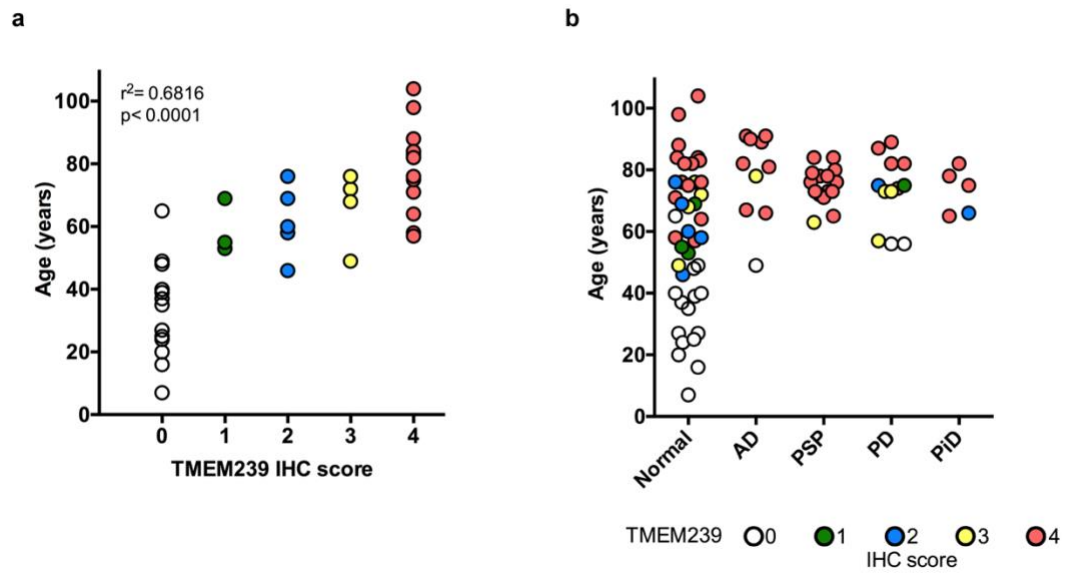 a
r²= 0.6816
p< 0.0001
100
80
60
40
20
0
Age (years)
0 1 2 3 4
TMEM239 IHC score
b
100
80
60
40
20
0
Age (years)
Normal AD PSP PD PiD
TMEM239 0 1 2 3 4
IHC score